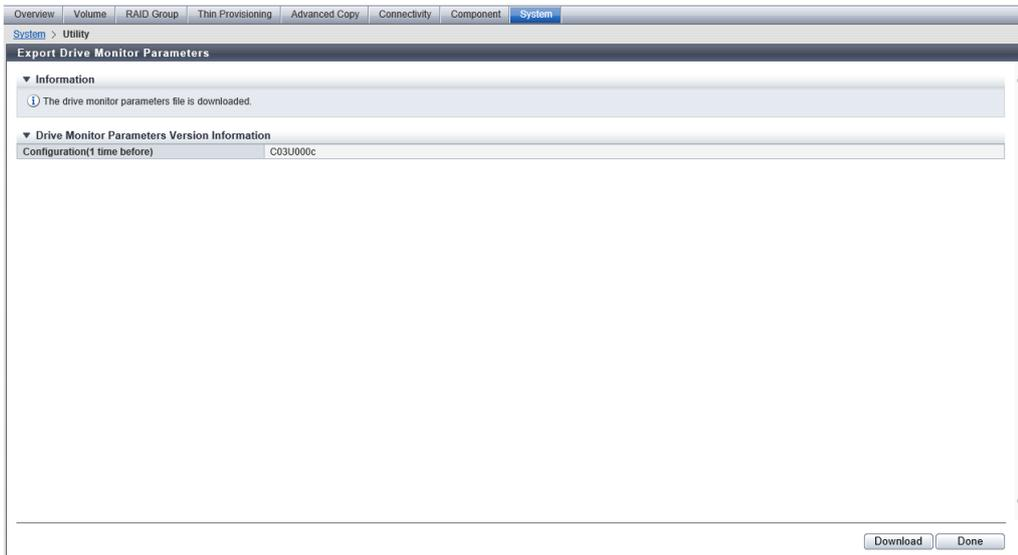 Overview Volume RAID Group Thin Provisioning Advanced Copy Connectivity Component System
System > Utility
Export Drive Monitor Parameters
▼ Information
The drive monitor parameters file is downloaded.
▼ Drive Monitor Parameters Version Information
Configuration(1 time before) C03U000c
Download Done